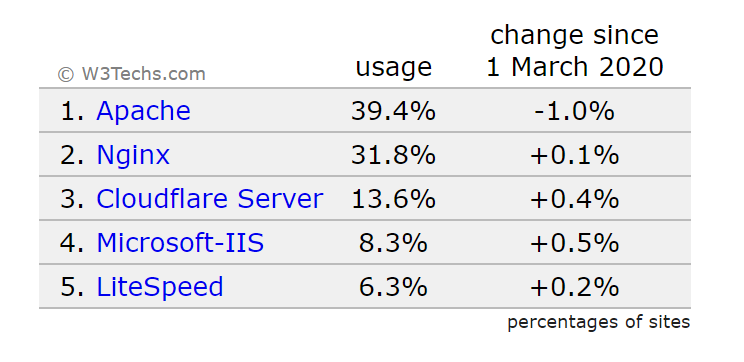 change since
© W3Techs.com usage 1 March 2020
1. Apache 39.4% -1.0%
2. Nginx 31.8% +0.1%
3. Cloudflare Server 13.6% +0.4%
4. Microsoft-IIS 8.3% +0.5%
5. LiteSpeed 6.3% +0.2%
percentages of sites